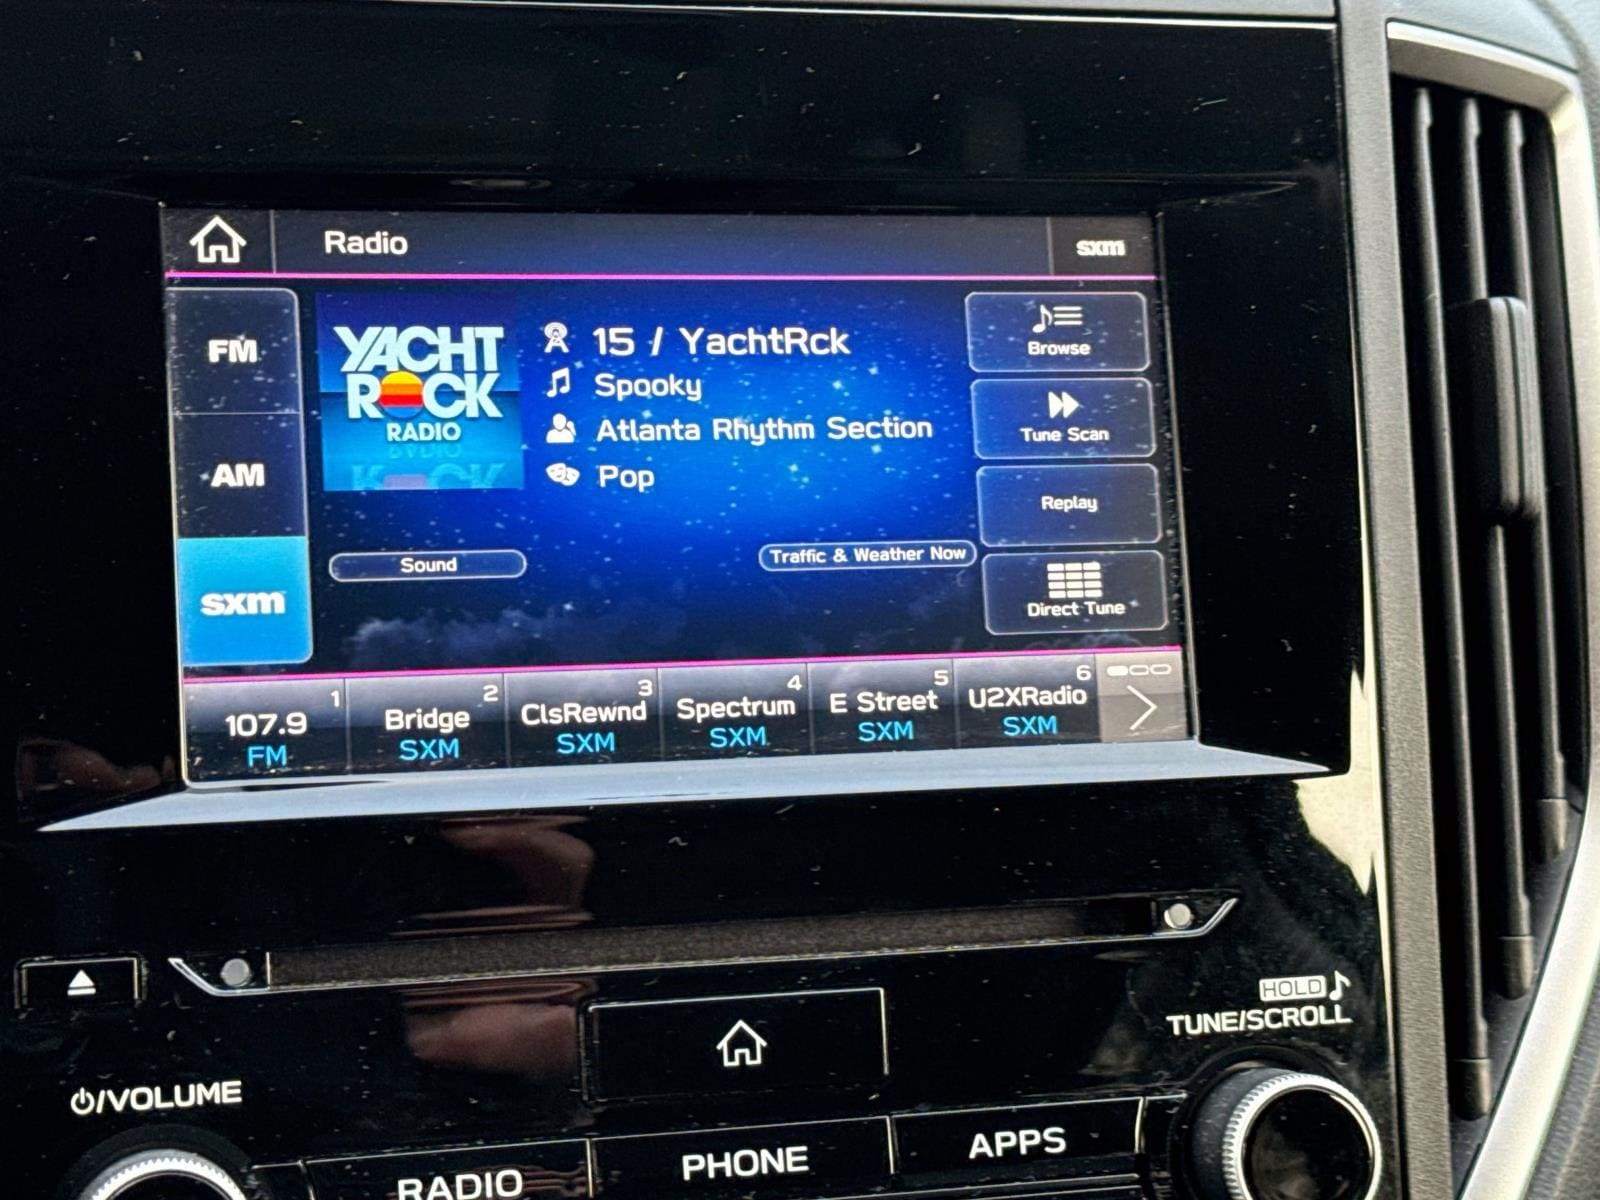 Radio
sxm
FM
AM
sxm
YACHT
ROCK
RADIO
15 / YachtRck
Spooky
Atlanta Rhythm Section
Pop
Browse
Tune Scan
Replay
Direct Tune
Sound
Traffic & Weather Now
1
107.9
FM
2
Bridge
SXM
3
ClsRewnd
SXM
4
Spectrum
SXM
5
E Street
SXM
6
U2XRadio
SXM
HOLD
TUNE/SCROLL
/VOLUME
RADIO
PHONE
APPS